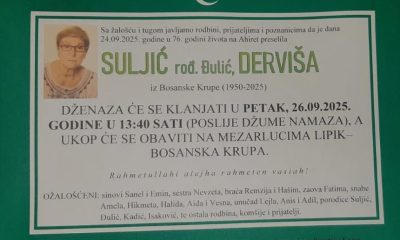 Sa žalošću i tugom javljamo rodbini, prijateljima i poznanicima da je dana
24.09.2025. godine u 76. godini života na Ahiret preselila
SULJIĆ rođ. Đulić, DERVIŠA
iz Bosanske Krupe (1950-2025)
DŽENAZA ĆE SE KLANJATI U PETAK, 26.09.2025.
GODINE U 13:40 SATI (POSLIJE DŽUME NAMAZA), A
UKOP ĆE SE OBAVITI NA MEZARLUCIMA LIPIK–
BOSANSKA KRUPA.
Rahmetullahi alejha rahmeten vasiah!
OŽALOŠĆENI: sinovi Sanel i Emin, sestra Nevzeta, braća Remzija i Hašim, zaova Fatima, snahe
Amela, Hikmeta, Halida, Aida i Vesna, unučad Lejla, Anis i Adil, porodice Suljić,
Dulić, Kadić, Isaković, te ostala rodbina, komšije i prijatelji.